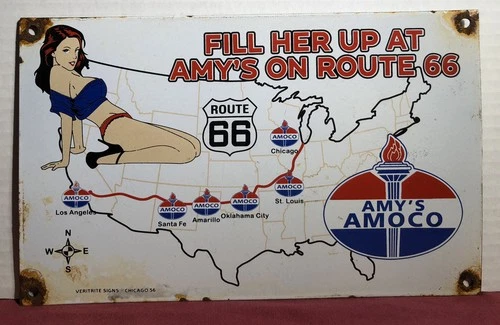 FILL HER UP AT
AMY'S ON ROUTE 66
ROUTE
66
AMOCO
Chicago
AMOCO
Los Angeles
AMOCO
Santa Fe
AMOCO
Amarillo
AMOCO
Oklahoma City
AMOCO
St. Louis
AMY'S
AMOCO
N
W E
S
VERITRITE SIGNS - CHICAGO 56